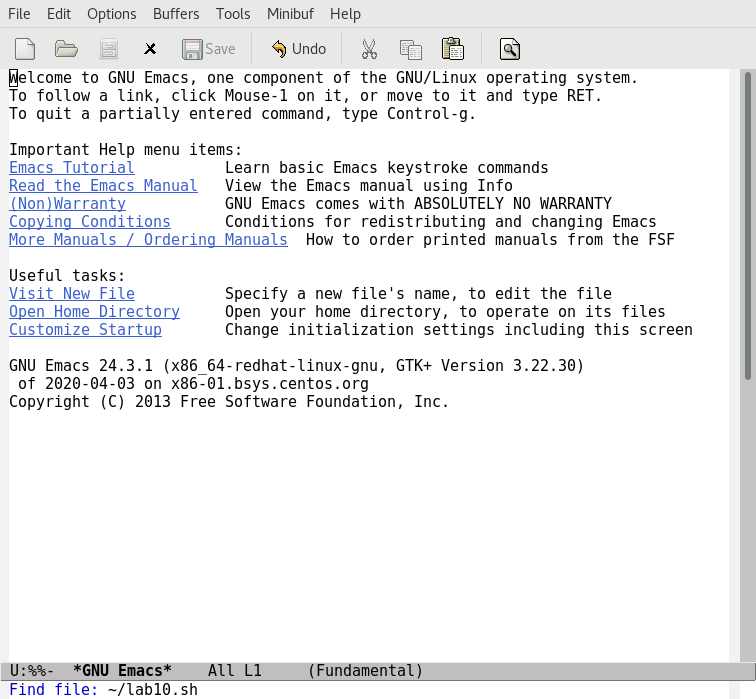 File Edit Options Buffers Tools Minibuf Help
Save Undo
Welcome to GNU Emacs, one component of the GNU/Linux operating system.
To follow a link, click Mouse-1 on it, or move to it and type RET.
To quit a partially entered command, type Control-g.
Important Help menu items:
Emacs Tutorial Learn basic Emacs keystroke commands
Read the Emacs Manual View the Emacs manual using Info
(Non)Warranty GNU Emacs comes with ABSOLUTELY NO WARRANTY
Copying Conditions Conditions for redistributing and changing Emacs
More Manuals / Ordering Manuals How to order printed manuals from the FSF
Useful tasks:
Visit New File Specify a new file's name, to edit the file
Open Home Directory Open your home directory, to operate on its files
Customize Startup Change initialization settings including this screen
GNU Emacs 24.3.1 (x86_64-redhat-linux-gnu, GTK+ Version 3.22.30)
of 2020-04-03 on x86-01.bsys.centos.org
Copyright (C) 2013 Free Software Foundation, Inc.
U:%%- *GNU Emacs* All L1 (Fundamental)
Find file: ~/lab10.sh